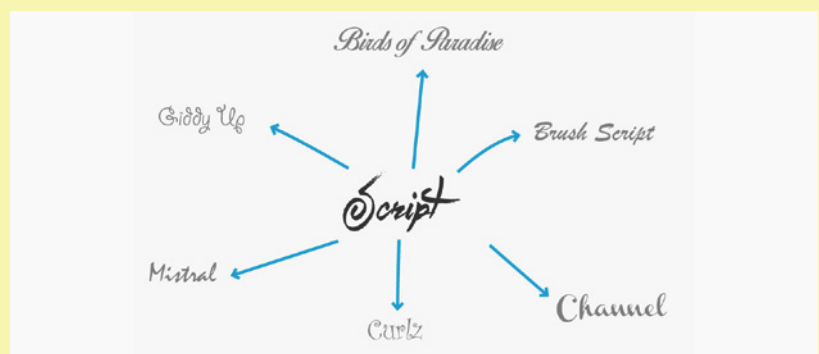 Birds of Paradise
Giddy Up
Brush Script
Script
Mistral
Channel
Curlz